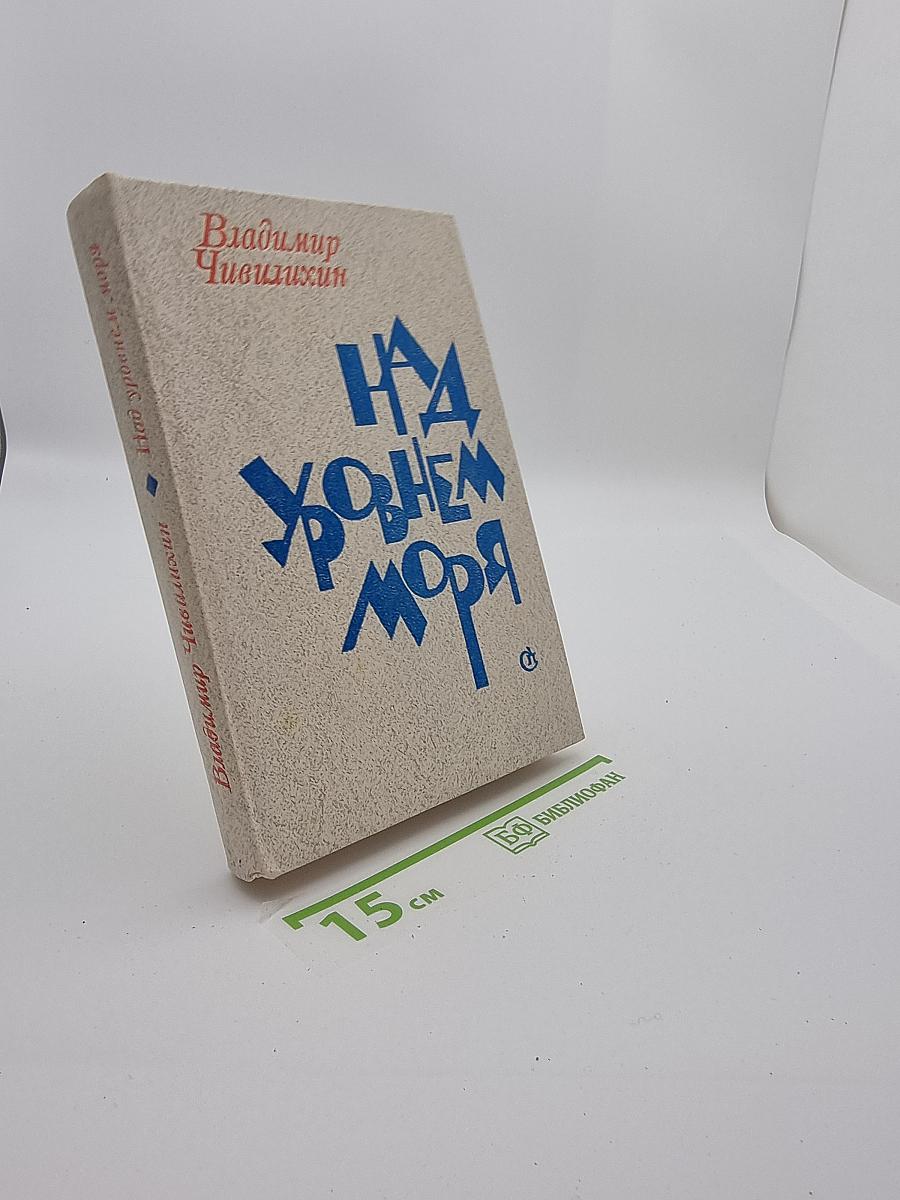 Владимир
Чивилихин
НАД
УРОВНЕМ
МОРЯ
Владимир Чивилихин ◆ Над уровнем моря
15 см
БФ БИБЛИОФАН